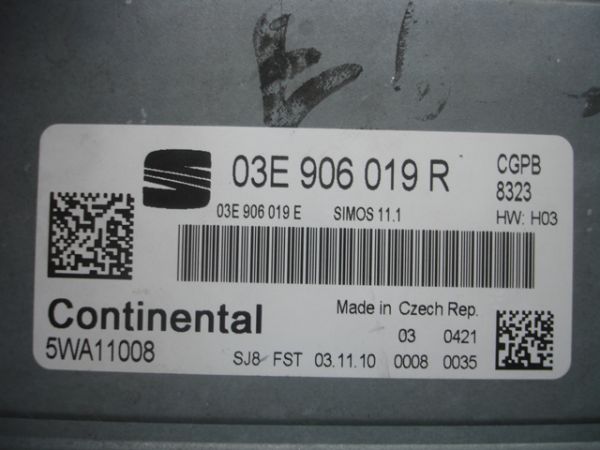 03E 906 019 R
CGPB
8323
HW: H03
03E 906 019 E SIMOS 11.1
Continental
5WA11008
Made in Czech Rep.
03 0421
SJ8 FST 03.11.10 0008 0035